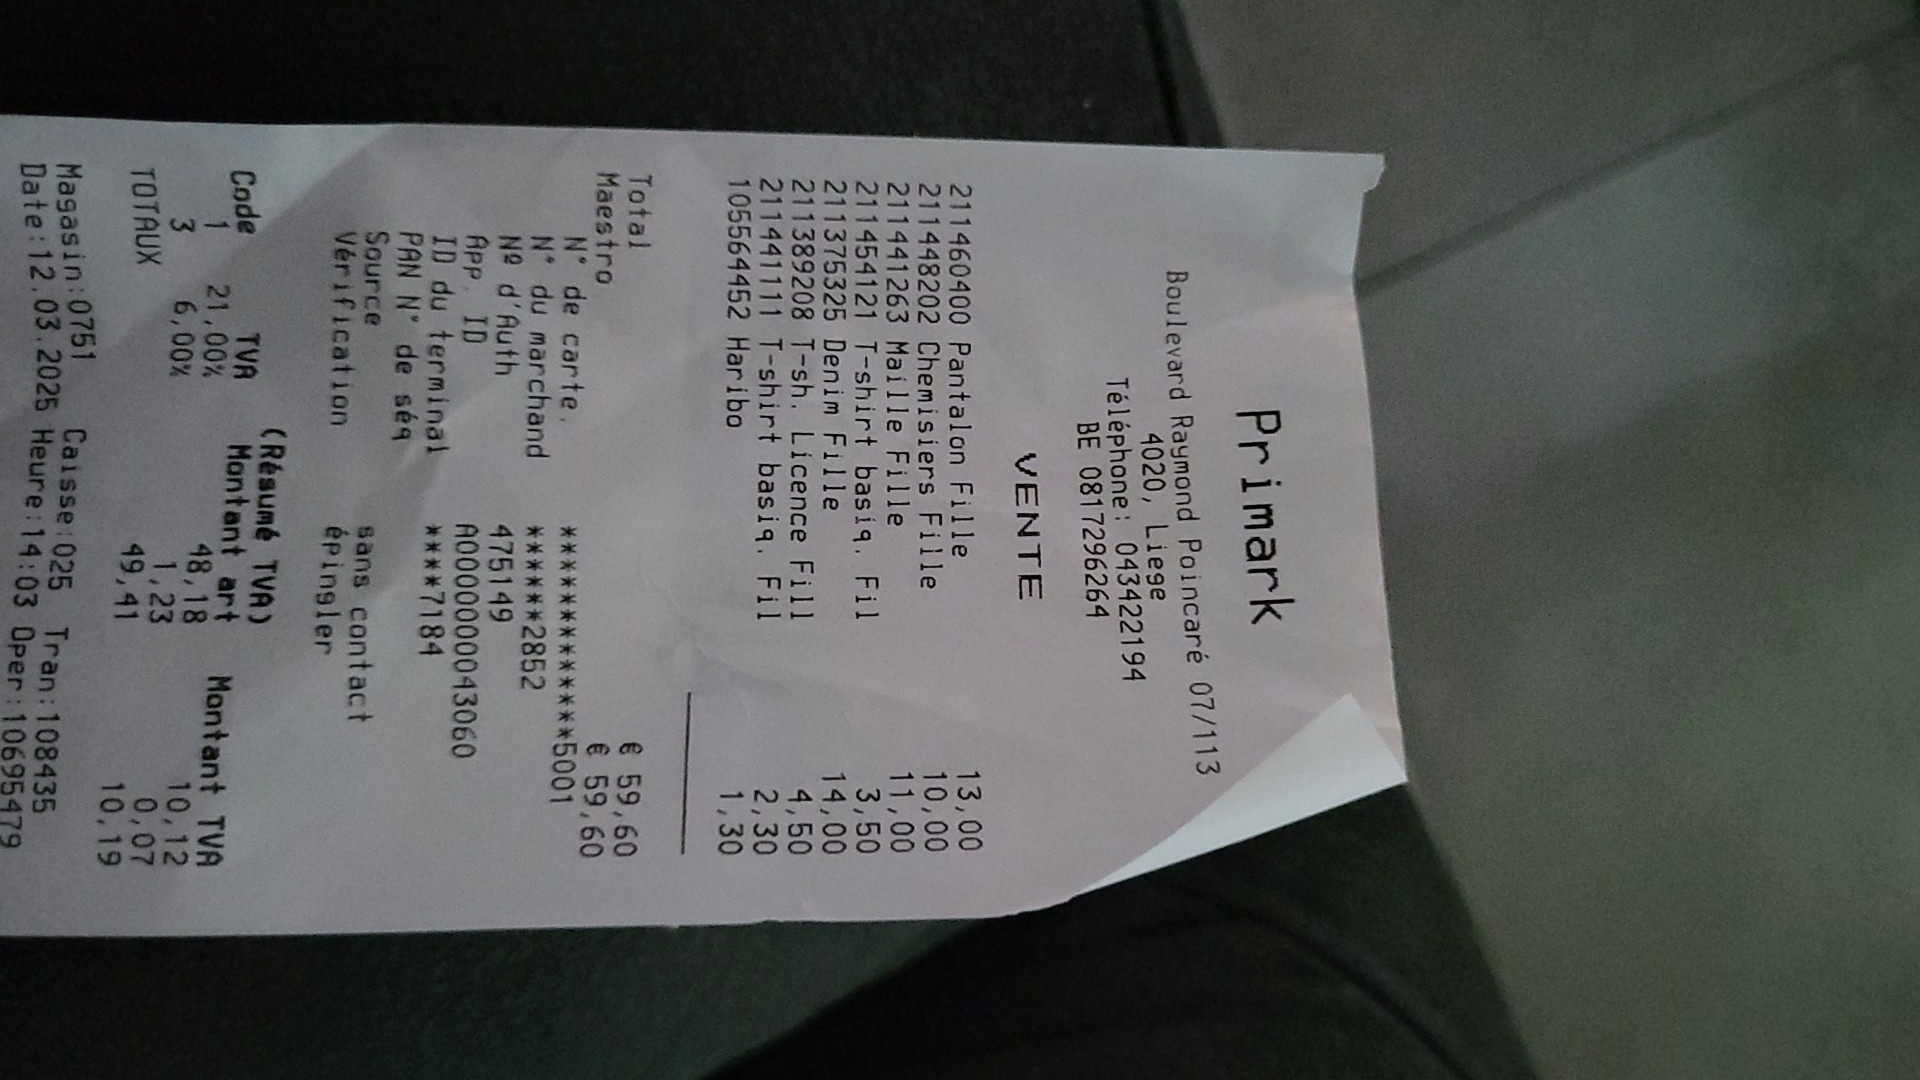 Primark
Boulevard Raymond Poincaré 07/113
4020, Liege
Téléphone: 043422194
BE 0817296264
VENTE
211460400 Pantalon Fille 13,00
211448202 Chemisiers Fille 10,00
211441263 Maille Fille 11,00
211454121 T-shirt basiq. Fil 3,50
211375325 Denim Fille 14,00
211389208 T-sh. Licence Fill 4,50
211441111 T-shirt basiq. Fil 2,30
105564452 Haribo 1,30
Total € 59,60
Maestro € 59,60
N° de carte. ***************5001
N° du marchand ******2852
Nº d'Auth 475149
App. ID A0000000043060
ID du terminal ****7184
PAN N° de séq
Source sans contact
Vérification épingler
(Résumé TVA)
Code TVA Montant art Montant TVA
1 21,00% 48,18 10,12
3 6,00% 1,23 0,07
TOTAUX 49,41 10,19
Magasin:0751 Caisse:025 Tran:108435
Date:12.03.2025 Heure:14:03 Oper:10695479